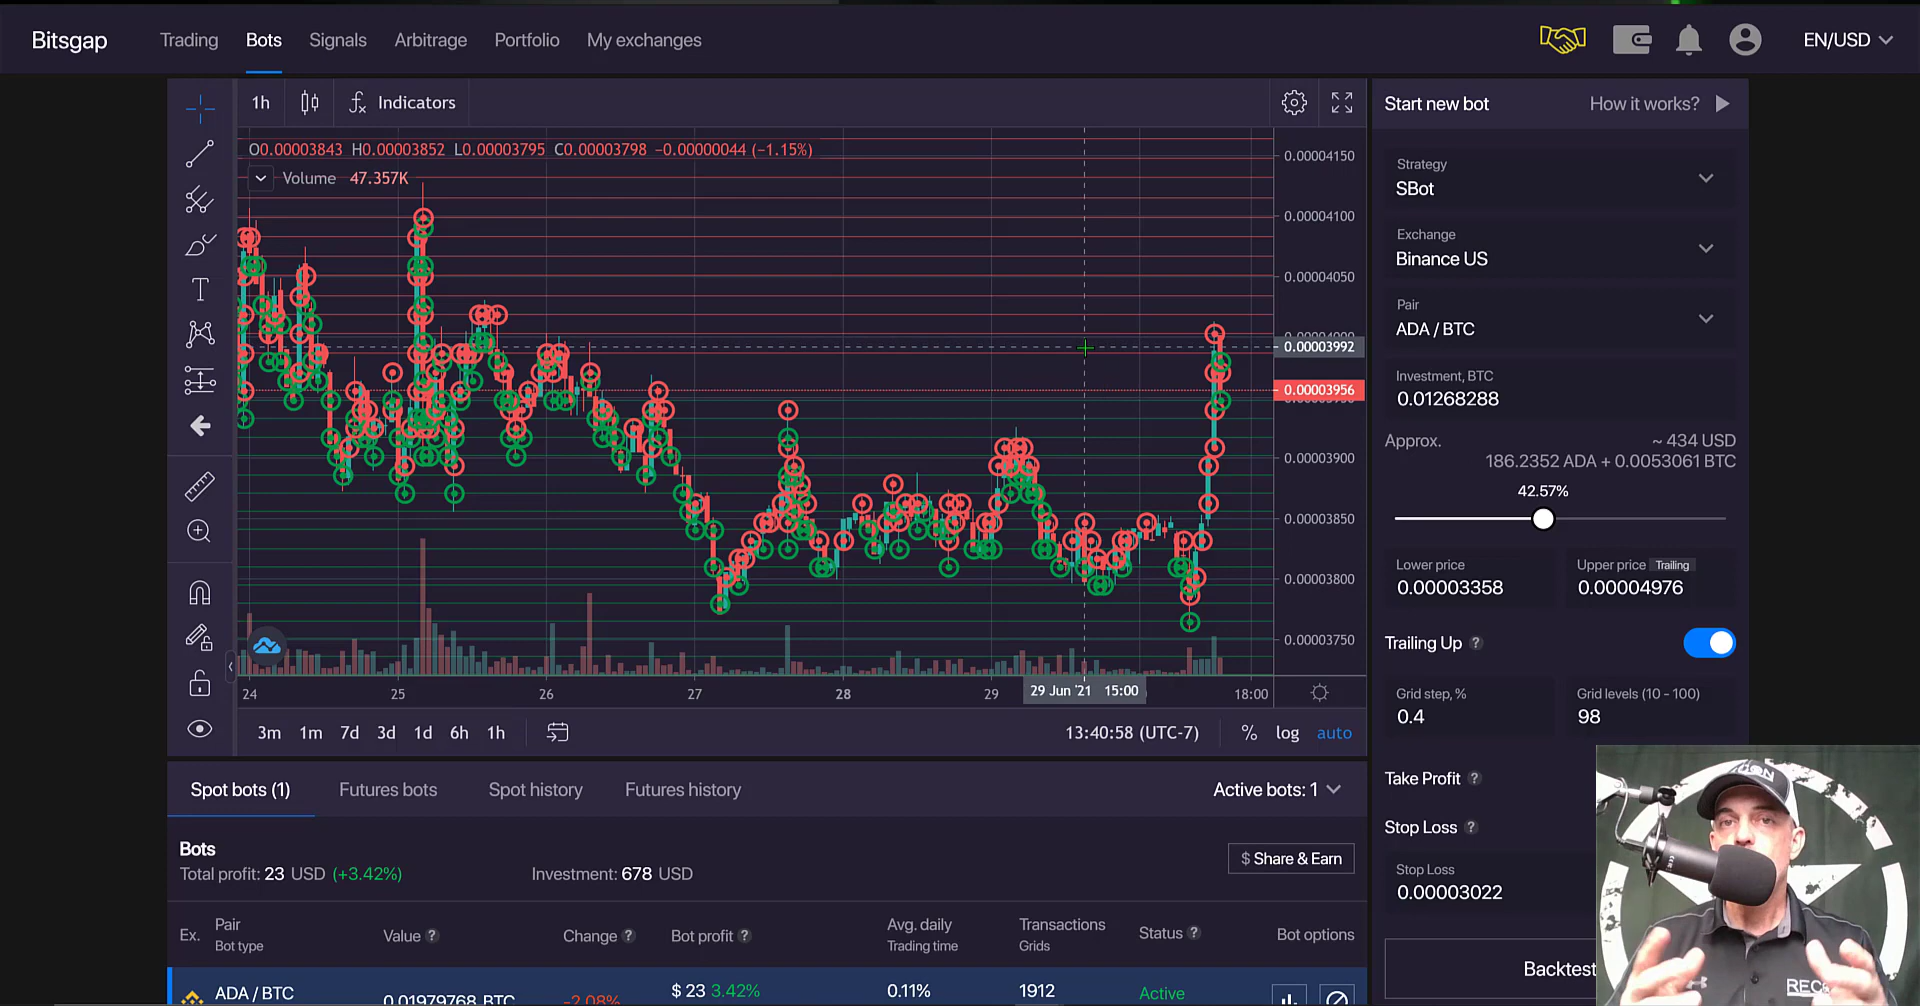 Bitsgap
Trading Bots Signals Arbitrage Portfolio My exchanges
EN/USD
1h Indicators
O0.00003843 H0.00003852 L0.00003795 C0.00003798 −0.00000044 (−1.15%)
Volume 47.357K
0.00004150
0.00004100
0.00004050
0.00003992
0.00003956
0.00003900
0.00003850
0.00003800
0.00003750
24 25 26 27 28 29 29 Jun '21 15:00 18:00
3m 1m 7d 3d 1d 6h 1h
13:40:58 (UTC-7) % log auto
Start new bot How it works?
Strategy
SBot
Exchange
Binance US
Pair
ADA / BTC
Investment, BTC
0.01268288
Approx. ~ 434 USD
186.2352 ADA + 0.0053061 BTC
42.57%
Lower price Upper price Trailing
0.00003358 0.00004976
Trailing Up ?
Grid step, % Grid levels (10 - 100)
0.4 98
Take Profit ?
Stop Loss ?
Stop Loss
0.00003022
Backtest
Spot bots (1) Futures bots Spot history Futures history Active bots: 1
Bots
Total profit: 23 USD (+3.42%) Investment: 678 USD
$ Share & Earn
Ex. Pair Value ? Change ? Bot profit ? Avg. daily Transactions Status ? Bot options
Bot type Trading time Grids
ADA / BTC 0.01979768 BTC -2.08% $ 23 3.42% 0.11% 1912 Active